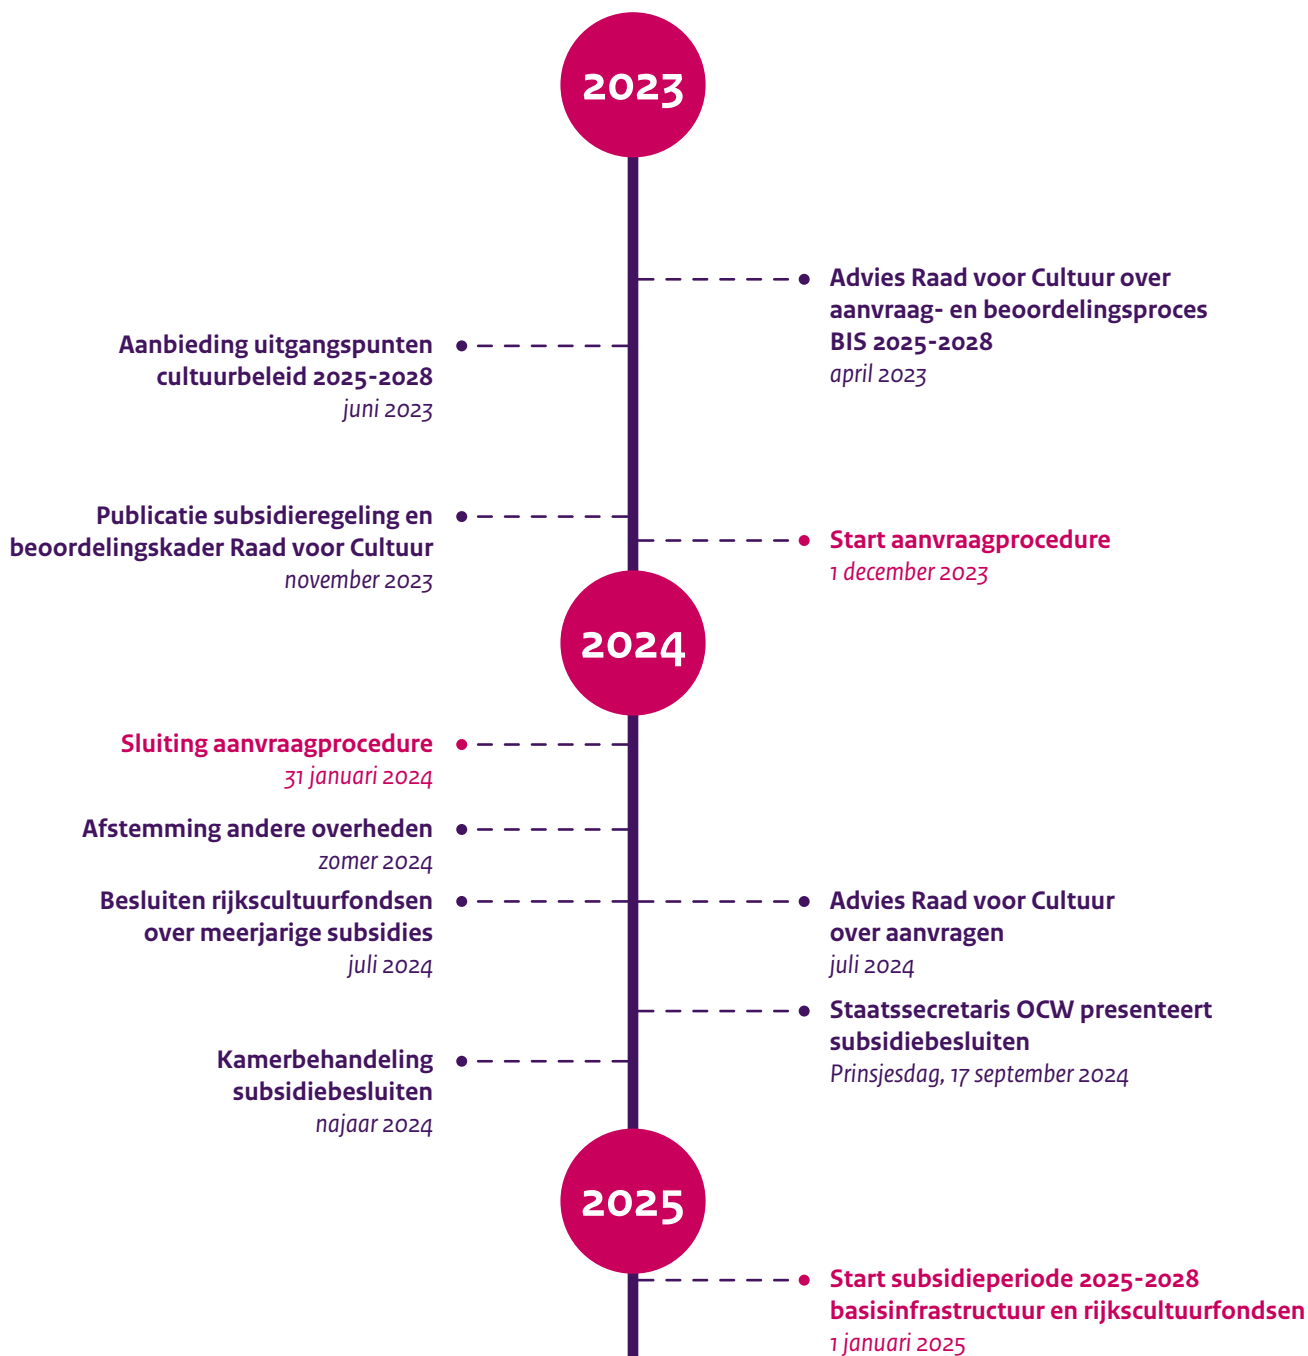 2023
Advies Raad voor Cultuur over
aanvraag- en beoordelingsproces
BIS 2025-2028
april 2023
Aanbieding uitgangspunten
cultuurbeleid 2025-2028
juni 2023
Publicatie subsidieregeling en
beoordelingskader Raad voor Cultuur
november 2023
Start aanvraagprocedure
1 december 2023
2024
Sluiting aanvraagprocedure
31 januari 2024
Afstemming andere overheden
zomer 2024
Besluiten rijkscultuurfondsen
over meerjarige subsidies
juli 2024
Advies Raad voor Cultuur
over aanvragen
juli 2024
Staatssecretaris OCW presenteert
subsidiebesluiten
Prinsjesdag, 17 september 2024
Kamerbehandeling
subsidiebesluiten
najaar 2024
2025
Start subsidieperiode 2025-2028
basisinfrastructuur en rijkscultuurfondsen
1 januari 2025